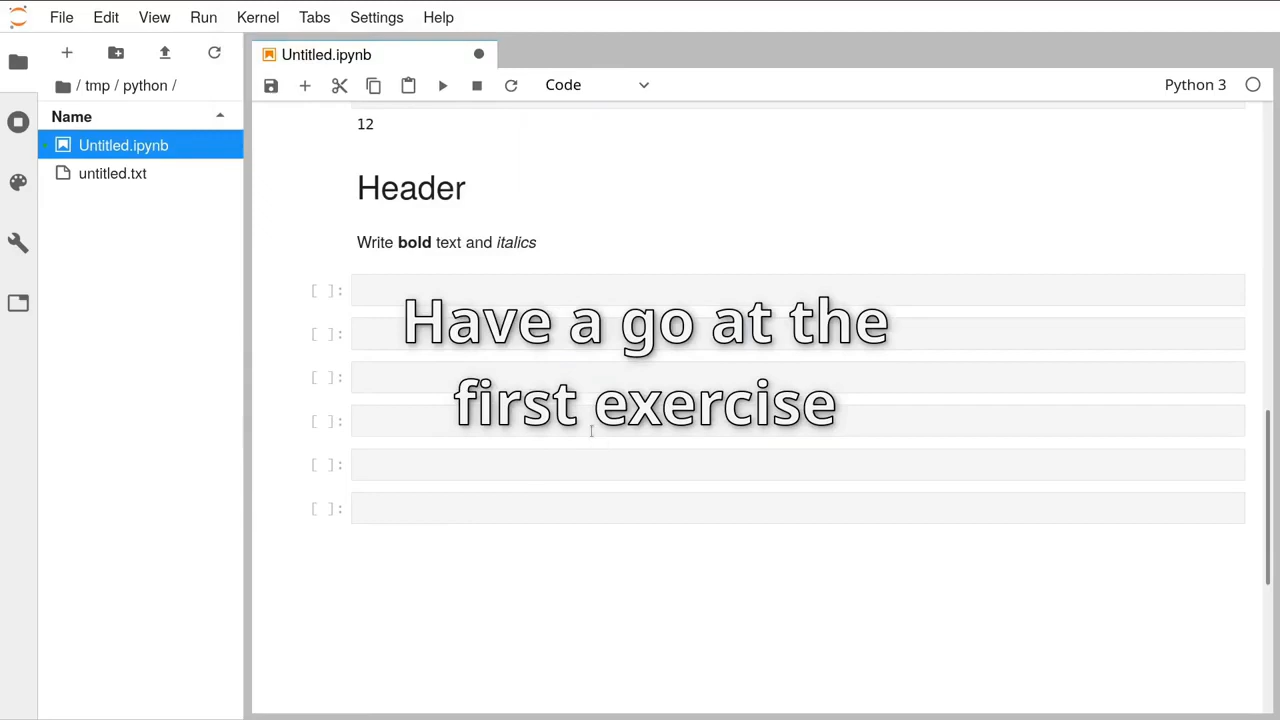 File Edit View Run Kernel Tabs Settings Help
/ tmp / python /
Name
Untitled.ipynb
untitled.txt
Untitled.ipynb
Code
Python 3
12
Header
Write bold text and italics
[ ]:
[ ]:
[ ]:
[ ]:
[ ]:
[ ]:
Have a go at the
first exercise